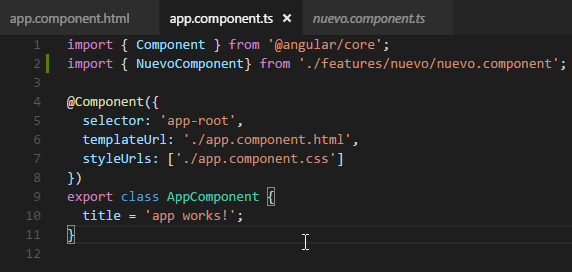 app.component.html app.component.ts × nuevo.component.ts
1 import { Component } from '@angular/core';
2 import { NuevoComponent} from './features/nuevo/nuevo.component';
3
4 @Component({
5 selector: 'app-root',
6 templateUrl: './app.component.html',
7 styleUrls: ['./app.component.css']
8 })
9 export class AppComponent {
10 title = 'app works!';
11 }
12